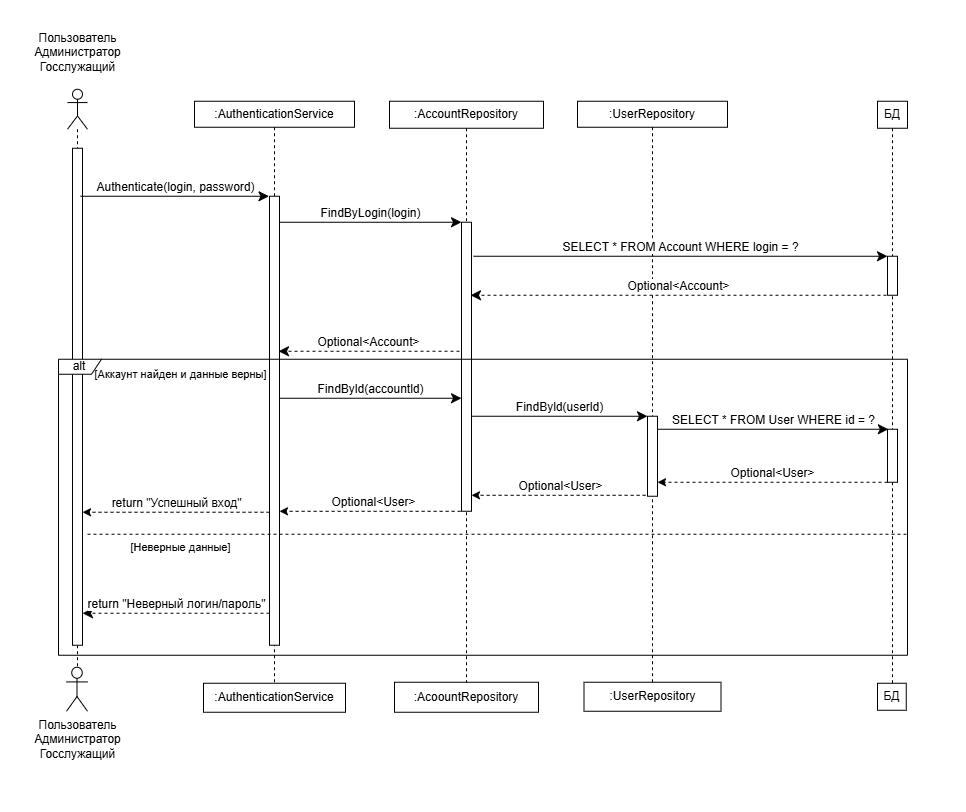 Пользователь
Администратор
Госслужащий
:AuthenticationService
:AccountRepository
:UserRepository
БД
Authenticate(login, password)
FindByLogin(login)
SELECT * FROM Account WHERE login = ?
Optional<Account>
Optional<Account>
alt
[Аккаунт найден и данные верны]
FindById(accountId)
FindById(userId)
SELECT * FROM User WHERE id = ?
Optional<User>
Optional<User>
Optional<User>
return "Успешный вход"
[Неверные данные]
return "Неверный логин/пароль"
:AuthenticationService
:AcoountRepository
:UserRepository
БД
Пользователь
Администратор
Госслужащий